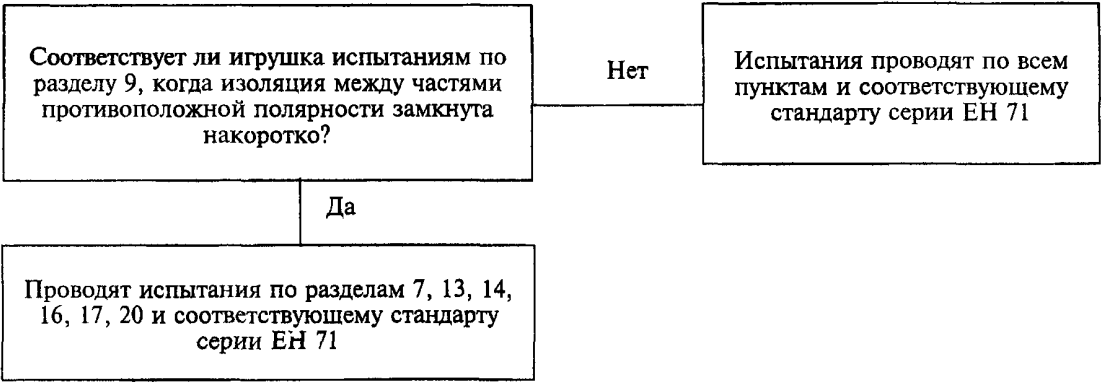 Соответствует ли игрушка испытаниям по
разделу 9, когда изоляция между частями
противоположной полярности замкнута
накоротко?
Нет
Испытания проводят по всем
пунктам и соответствующему
стандарту серии ЕН 71
Да
Проводят испытания по разделам 7, 13, 14,
16, 17, 20 и соответствующему стандарту
серии ЕН 71